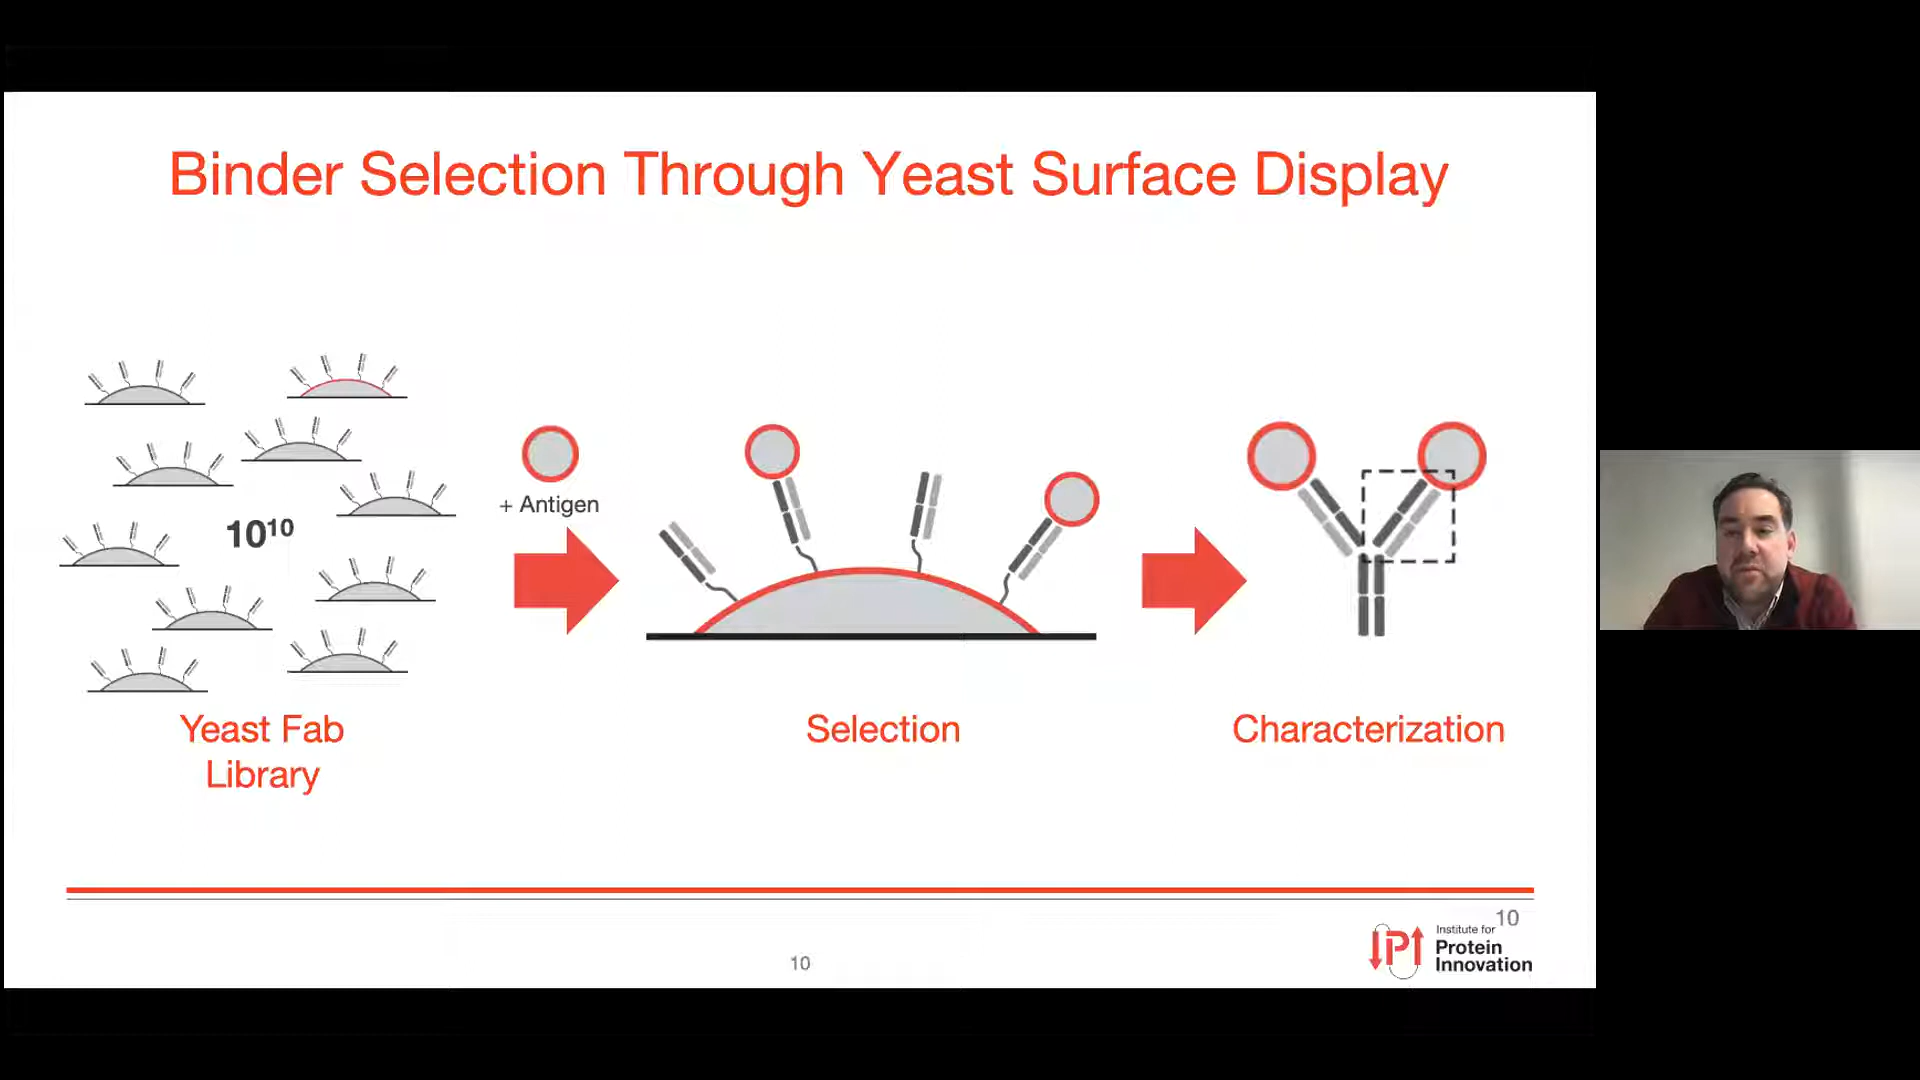 Binder Selection Through Yeast Surface Display
10¹⁰
+ Antigen
Yeast Fab
Library
Selection
Characterization
10
10
IPI
Institute for
Protein
Innovation